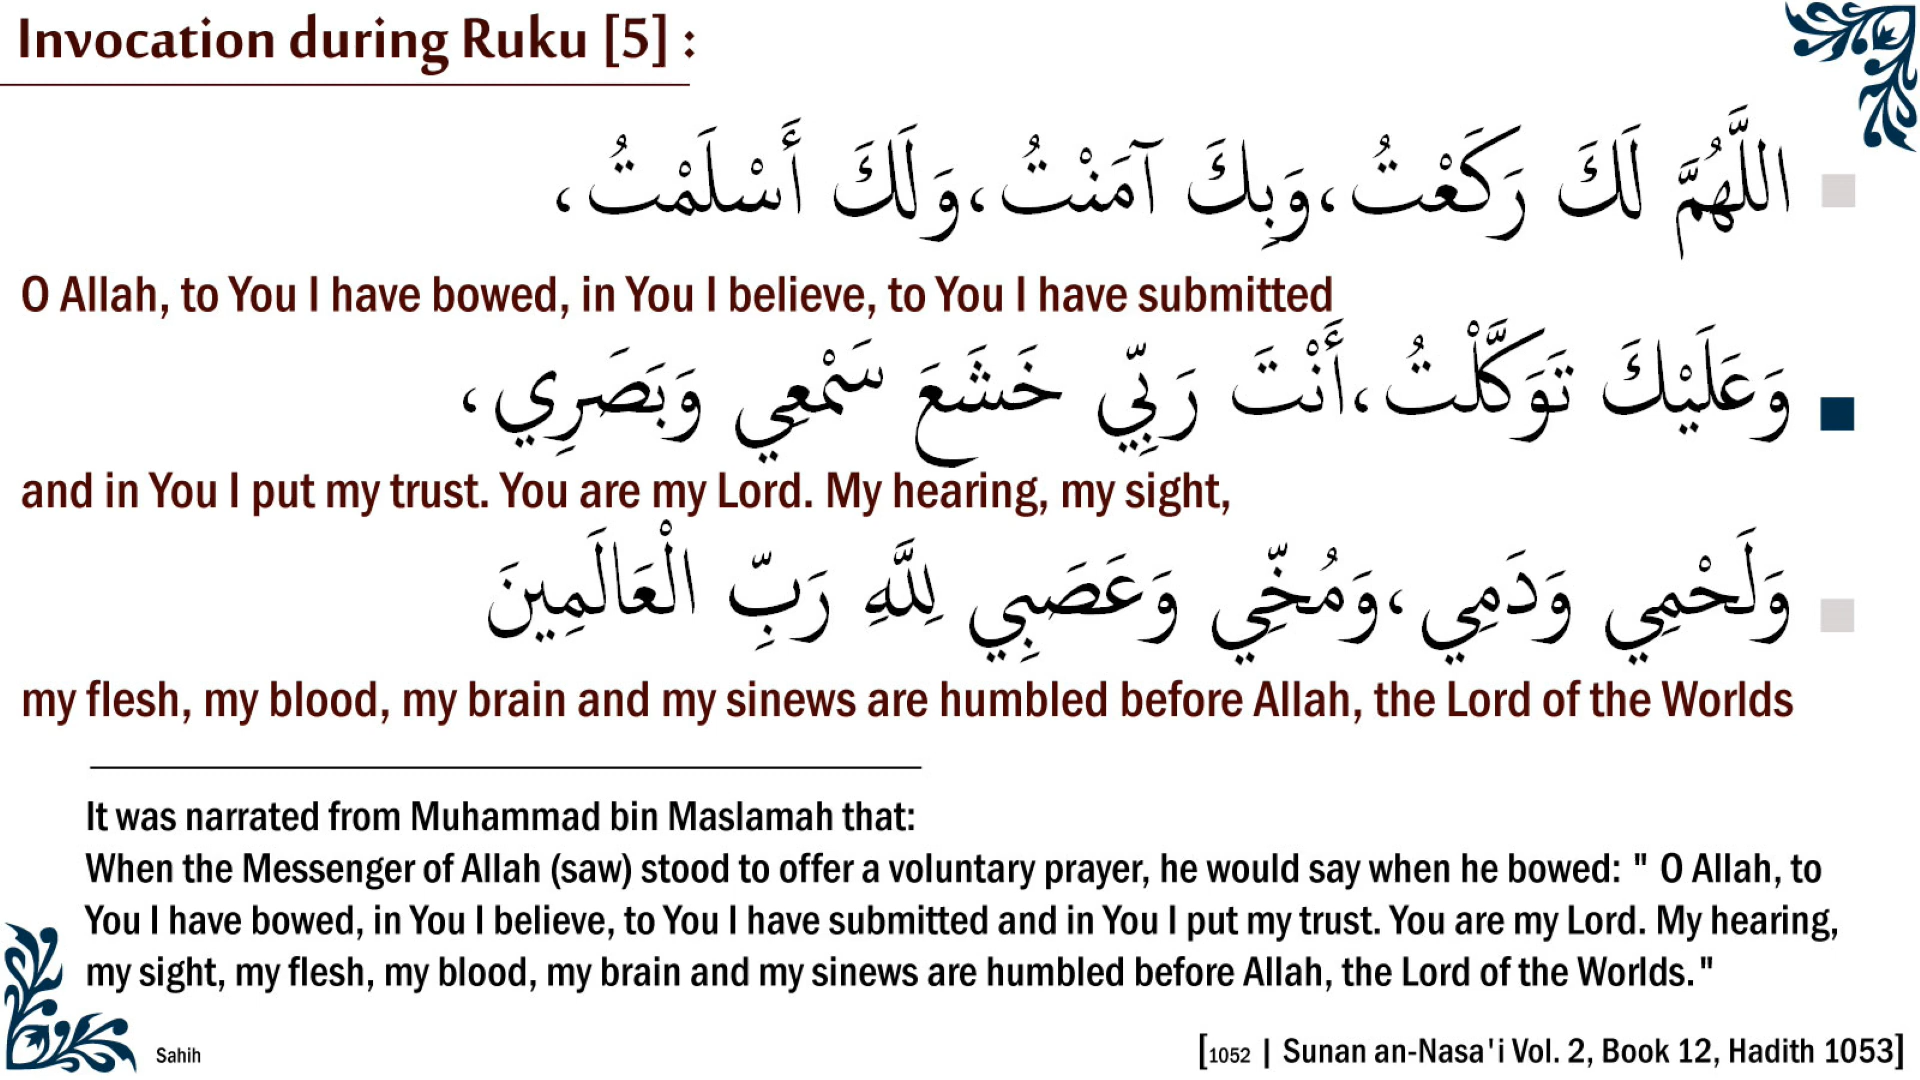 Invocation during Ruku [5] :
اللَّهُمَّ لَكَ رَكَعْتُ،وَبِكَ آمَنْتُ،وَلَكَ أَسْلَمْتُ،
O Allah, to You I have bowed, in You I believe, to You I have submitted
وَعَلَيْكَ تَوَكَّلْتُ،أَنْتَ رَبِّي خَشَعَ سَمْعِي وَبَصَرِي،
and in You I put my trust. You are my Lord. My hearing, my sight,
وَلَحْمِي وَدَمِي،وَمُخِّي وَعَصَبِي لِلَّهِ رَبِّ الْعَالَمِينَ
my flesh, my blood, my brain and my sinews are humbled before Allah, the Lord of the Worlds
It was narrated from Muhammad bin Maslamah that:
When the Messenger of Allah (saw) stood to offer a voluntary prayer, he would say when he bowed: " O Allah, to
You I have bowed, in You I believe, to You I have submitted and in You I put my trust. You are my Lord. My hearing,
my sight, my flesh, my blood, my brain and my sinews are humbled before Allah, the Lord of the Worlds."
Sahih
[1052 | Sunan an-Nasa'i Vol. 2, Book 12, Hadith 1053]